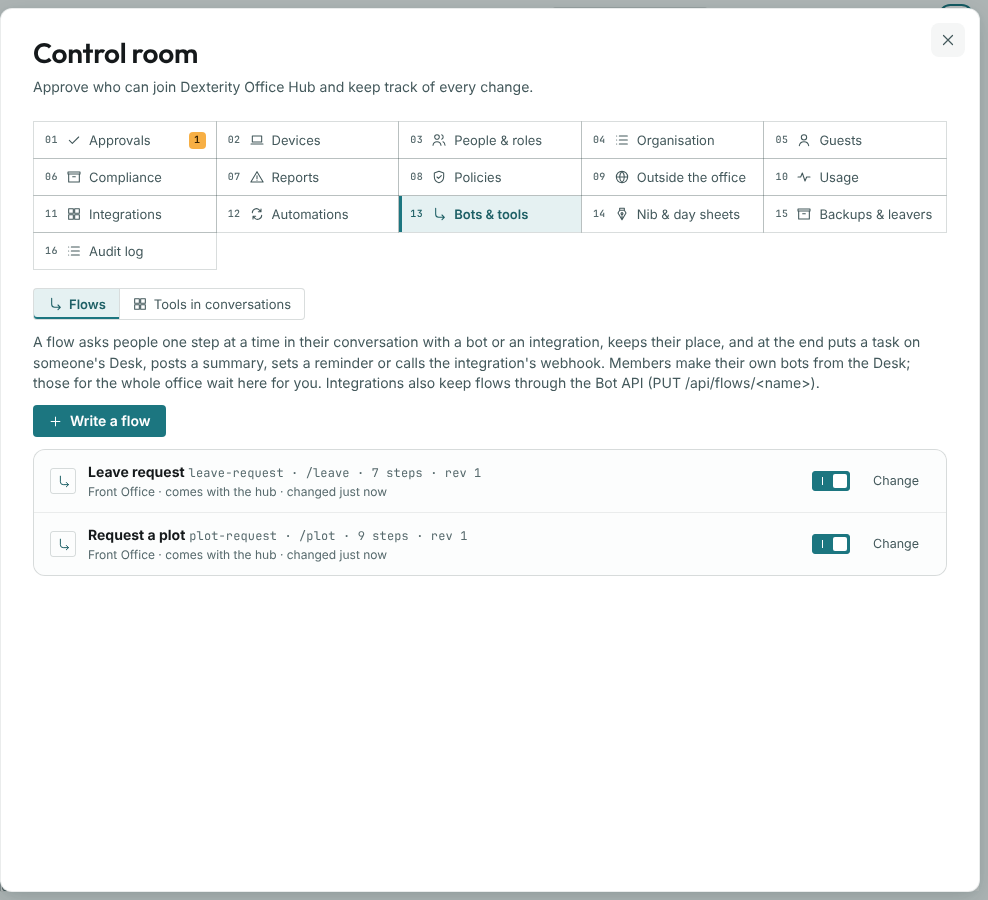 Control room
Approve who can join Dexterity Office Hub and keep track of every change.
01 Approvals 1
02 Devices
03 People & roles
04 Organisation
05 Guests
06 Compliance
07 Reports
08 Policies
09 Outside the office
10 Usage
11 Integrations
12 Automations
13 Bots & tools
14 Nib & day sheets
15 Backups & leavers
16 Audit log
Flows
Tools in conversations
A flow asks people one step at a time in their conversation with a bot or an integration, keeps their place, and at the end puts a task on
someone's Desk, posts a summary, sets a reminder or calls the integration's webhook. Members make their own bots from the Desk;
those for the whole office wait here for you. Integrations also keep flows through the Bot API (PUT /api/flows/<name>).
+ Write a flow
Leave request leave-request · /leave · 7 steps · rev 1
Front Office · comes with the hub · changed just now
Change
Request a plot plot-request · /plot · 9 steps · rev 1
Front Office · comes with the hub · changed just now
Change